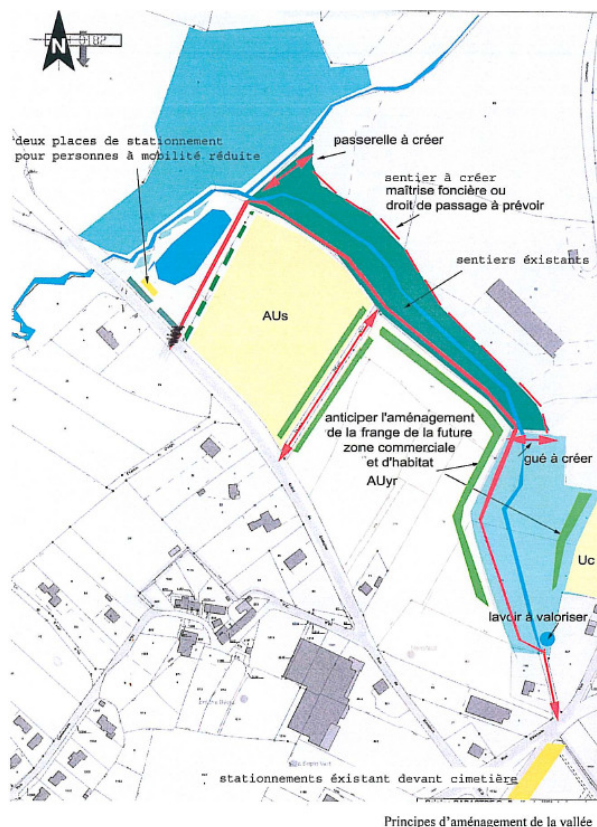 N
0182
deux places de stationnement
pour personnes à mobilité réduite
passerelle à créer
sentier à créer
maîtrise foncière ou
droit de passage à prévoir
sentiers éxistants
AUs
anticiper l'aménagement
de la frange de la future
zone commerciale
et d'habitat
AUyr
gué à créer
Uc
lavoir à valoriser
stationnements éxistant devant cimetière
Principes d'aménagement de la vallée